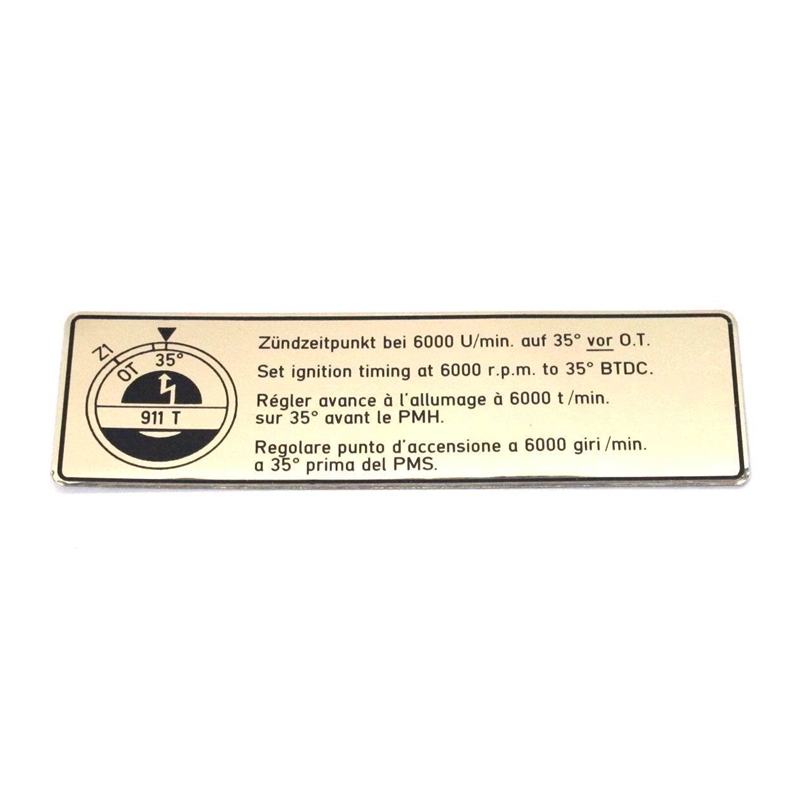 Z1
OT
35°
911 T
Zündzeitpunkt bei 6000 U/min. auf 35° vor O.T.
Set ignition timing at 6000 r.p.m. to 35° BTDC.
Régler avance à l'allumage à 6000 t/min.
sur 35° avant le PMH.
Regolare punto d'accensione a 6000 giri/min.
a 35° prima del PMS.